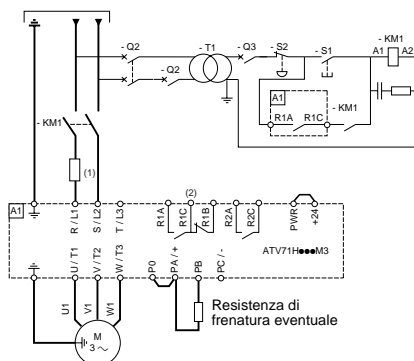 - Q2
- T1
- Q3
- S2
- S1
- KM1
A1
A2
- Q2
A1
- KM1
R1A
R1C
- KM1
(1)
A1
R / L1
S / L2
T / L3
R1A
R1C
(2)
R1B
R2A
R2C
PWR
+24
ATV71H●●●M3
U / T1
V / T2
W / T3
P0
PA / +
PB
PC / -
U1
V1
W1
Resistenza di
frenatura eventuale
M
3 ~